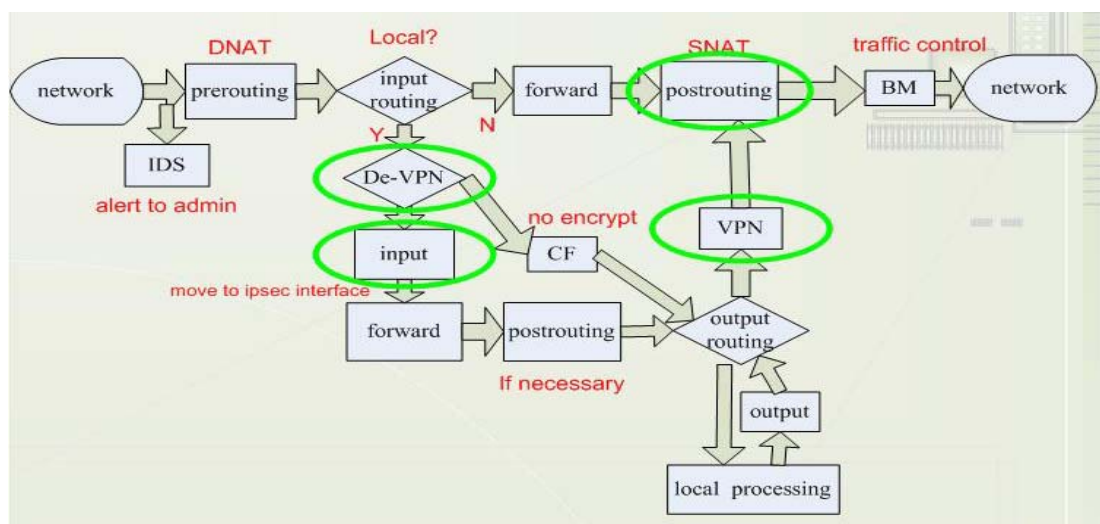 DNAT
Local?
SNAT
traffic control
network
prerouting
input
routing
forward
postrouting
BM
network
Y
N
IDS
De-VPN
alert to admin
no encrypt
VPN
input
CF
move to ipsec interface
forward
postrouting
output
routing
If necessary
output
local processing